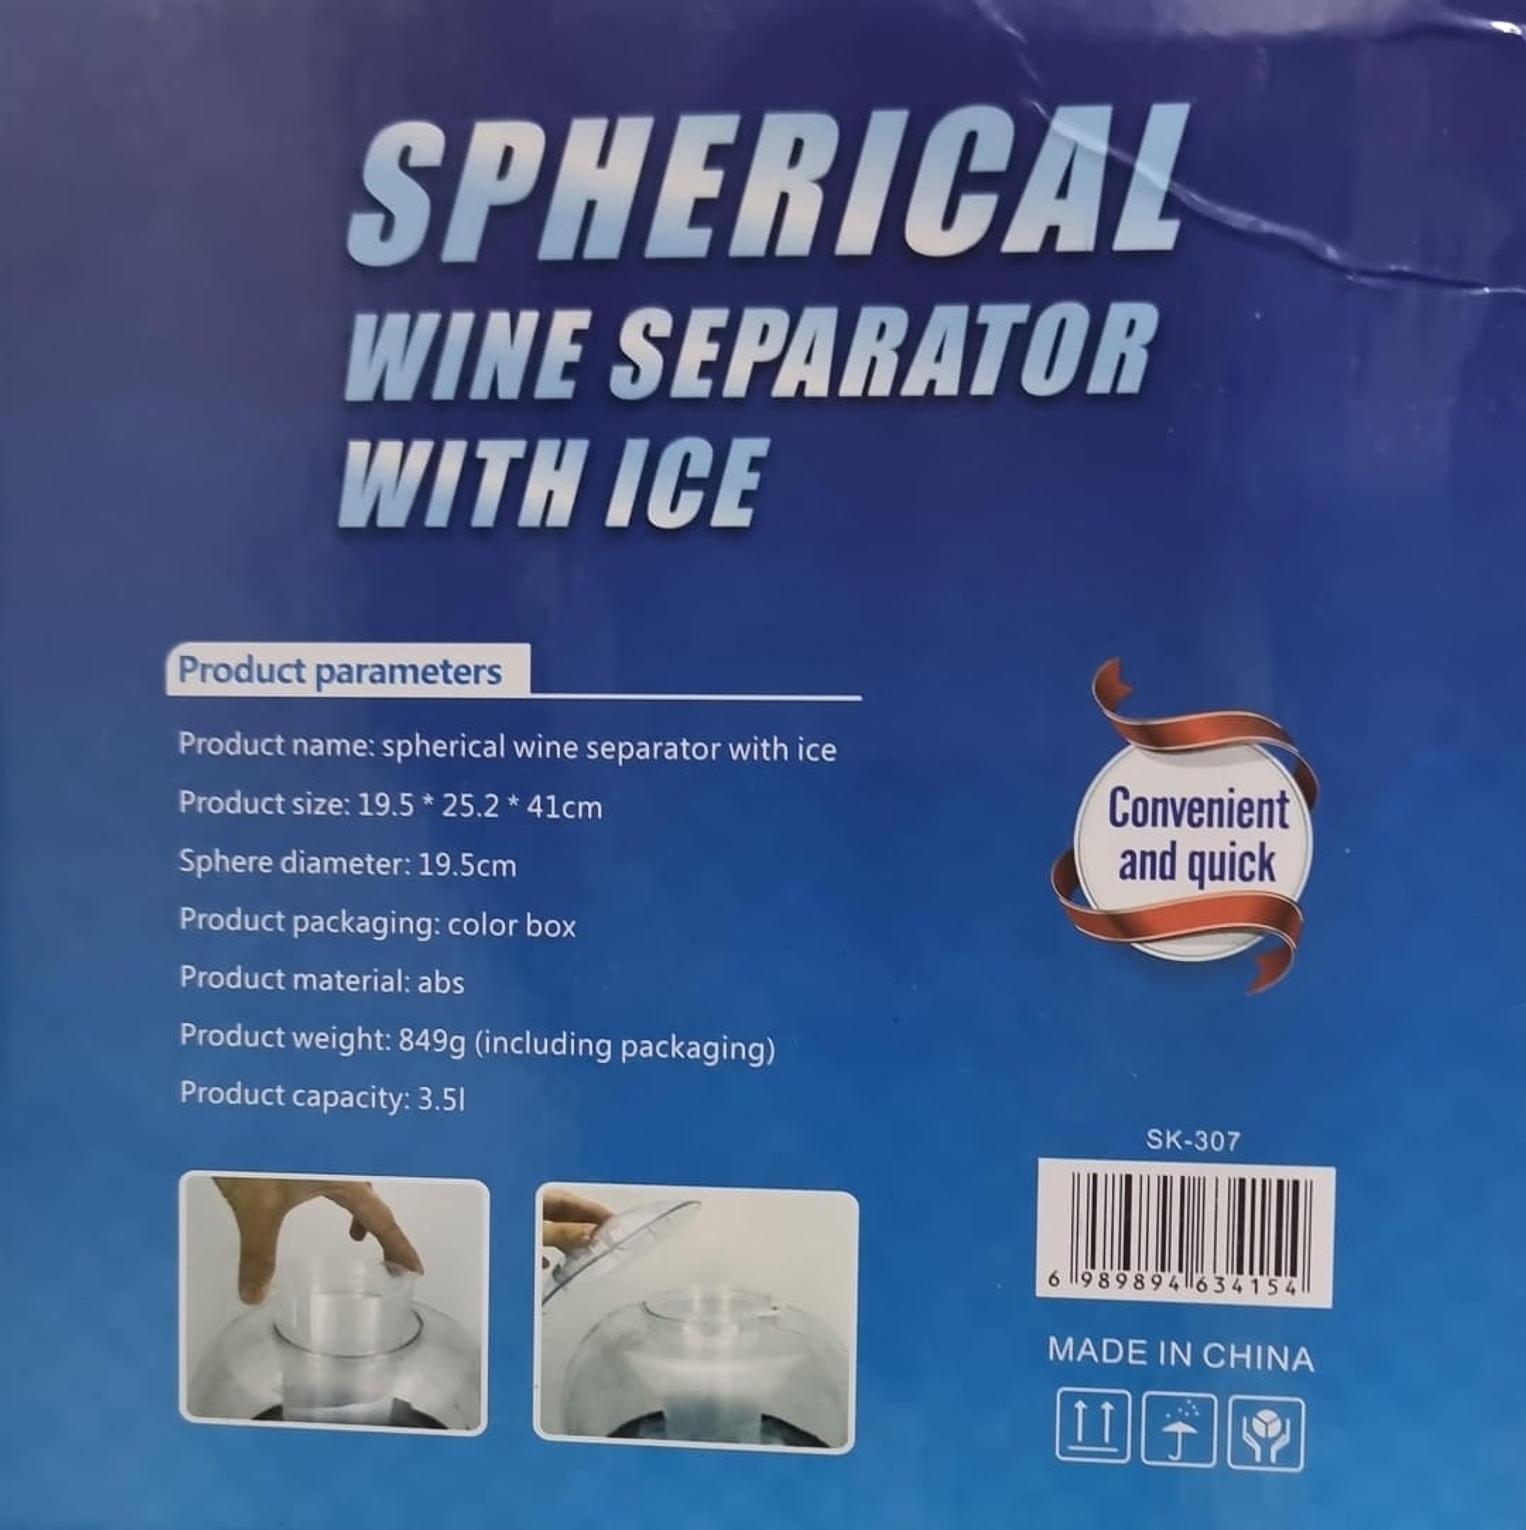 SPHERICAL
WINE SEPARATOR
WITH ICE
Product parameters
Product name: spherical wine separator with ice
Product size: 19.5 * 25.2 * 41cm
Sphere diameter: 19.5cm
Product packaging: color box
Product material: abs
Product weight: 849g (including packaging)
Product capacity: 3.5l
Convenient
and quick
SK-307
6 989894 634154
MADE IN CHINA